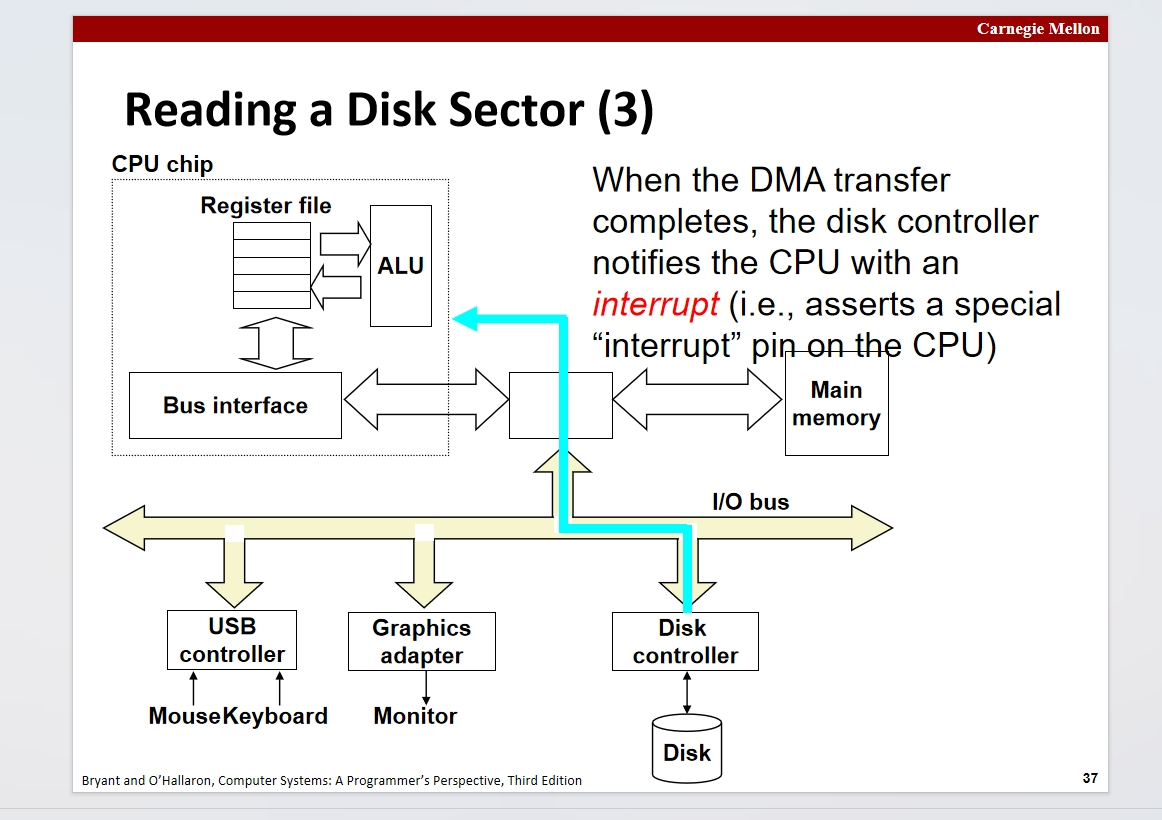 Carnegie Mellon
Reading a Disk Sector (3)
CPU chip
Register file
ALU
When the DMA transfer
completes, the disk controller
notifies the CPU with an
interrupt (i.e., asserts a special
“interrupt” pin on the CPU)
Bus interface
Main
memory
I/O bus
USB
controller
Graphics
adapter
Disk
controller
Mouse Keyboard
Monitor
Disk
Bryant and O’Hallaron, Computer Systems: A Programmer’s Perspective, Third Edition
37